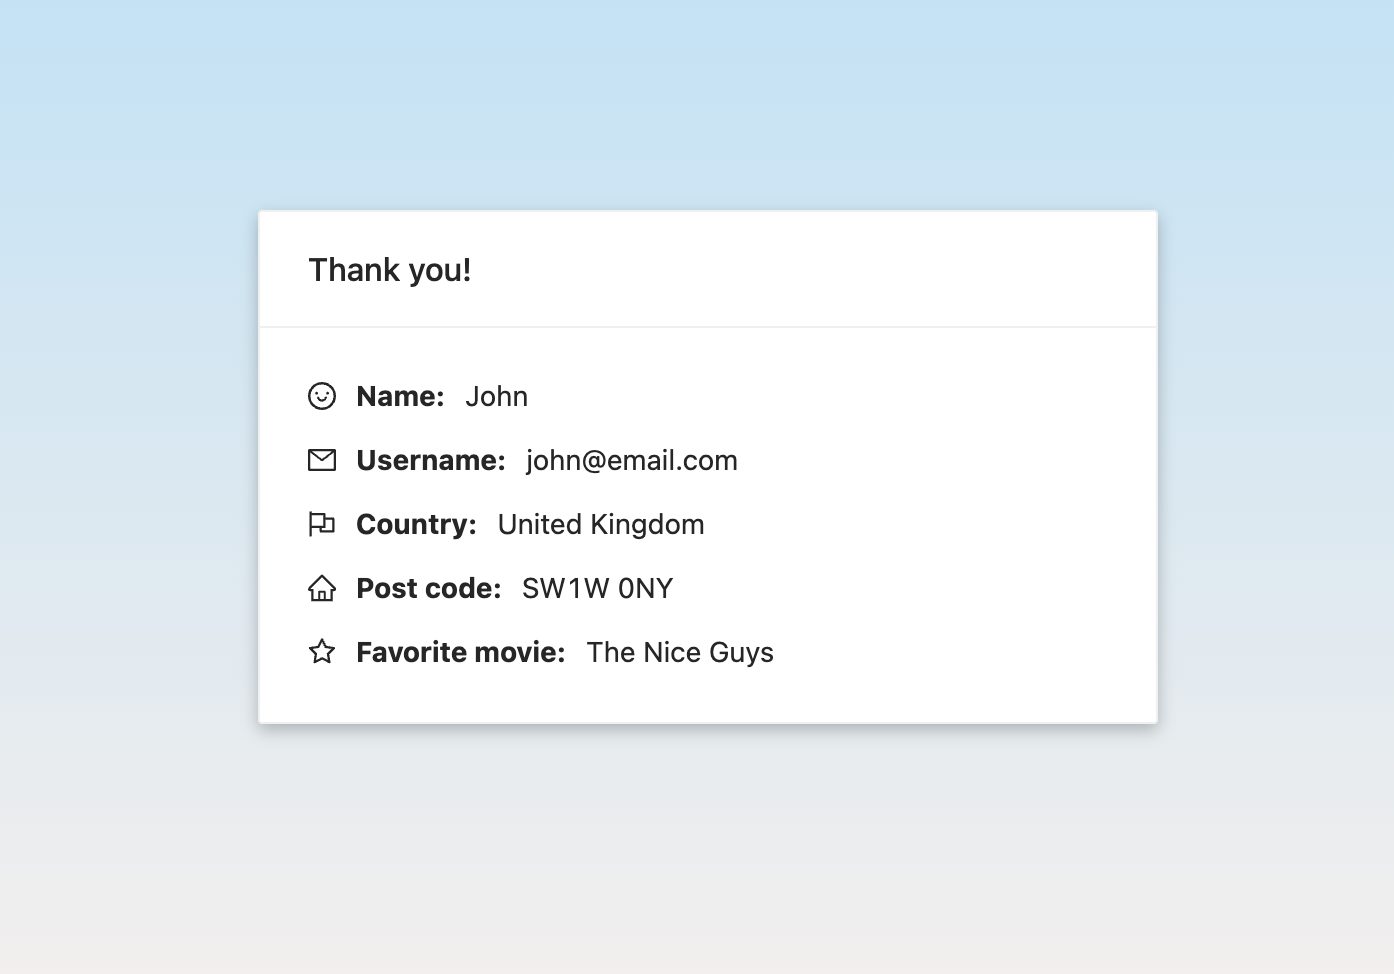 Thank you!
Name: John
Username: john@email.com
Country: United Kingdom
Post code: SW1W 0NY
Favorite movie: The Nice Guys